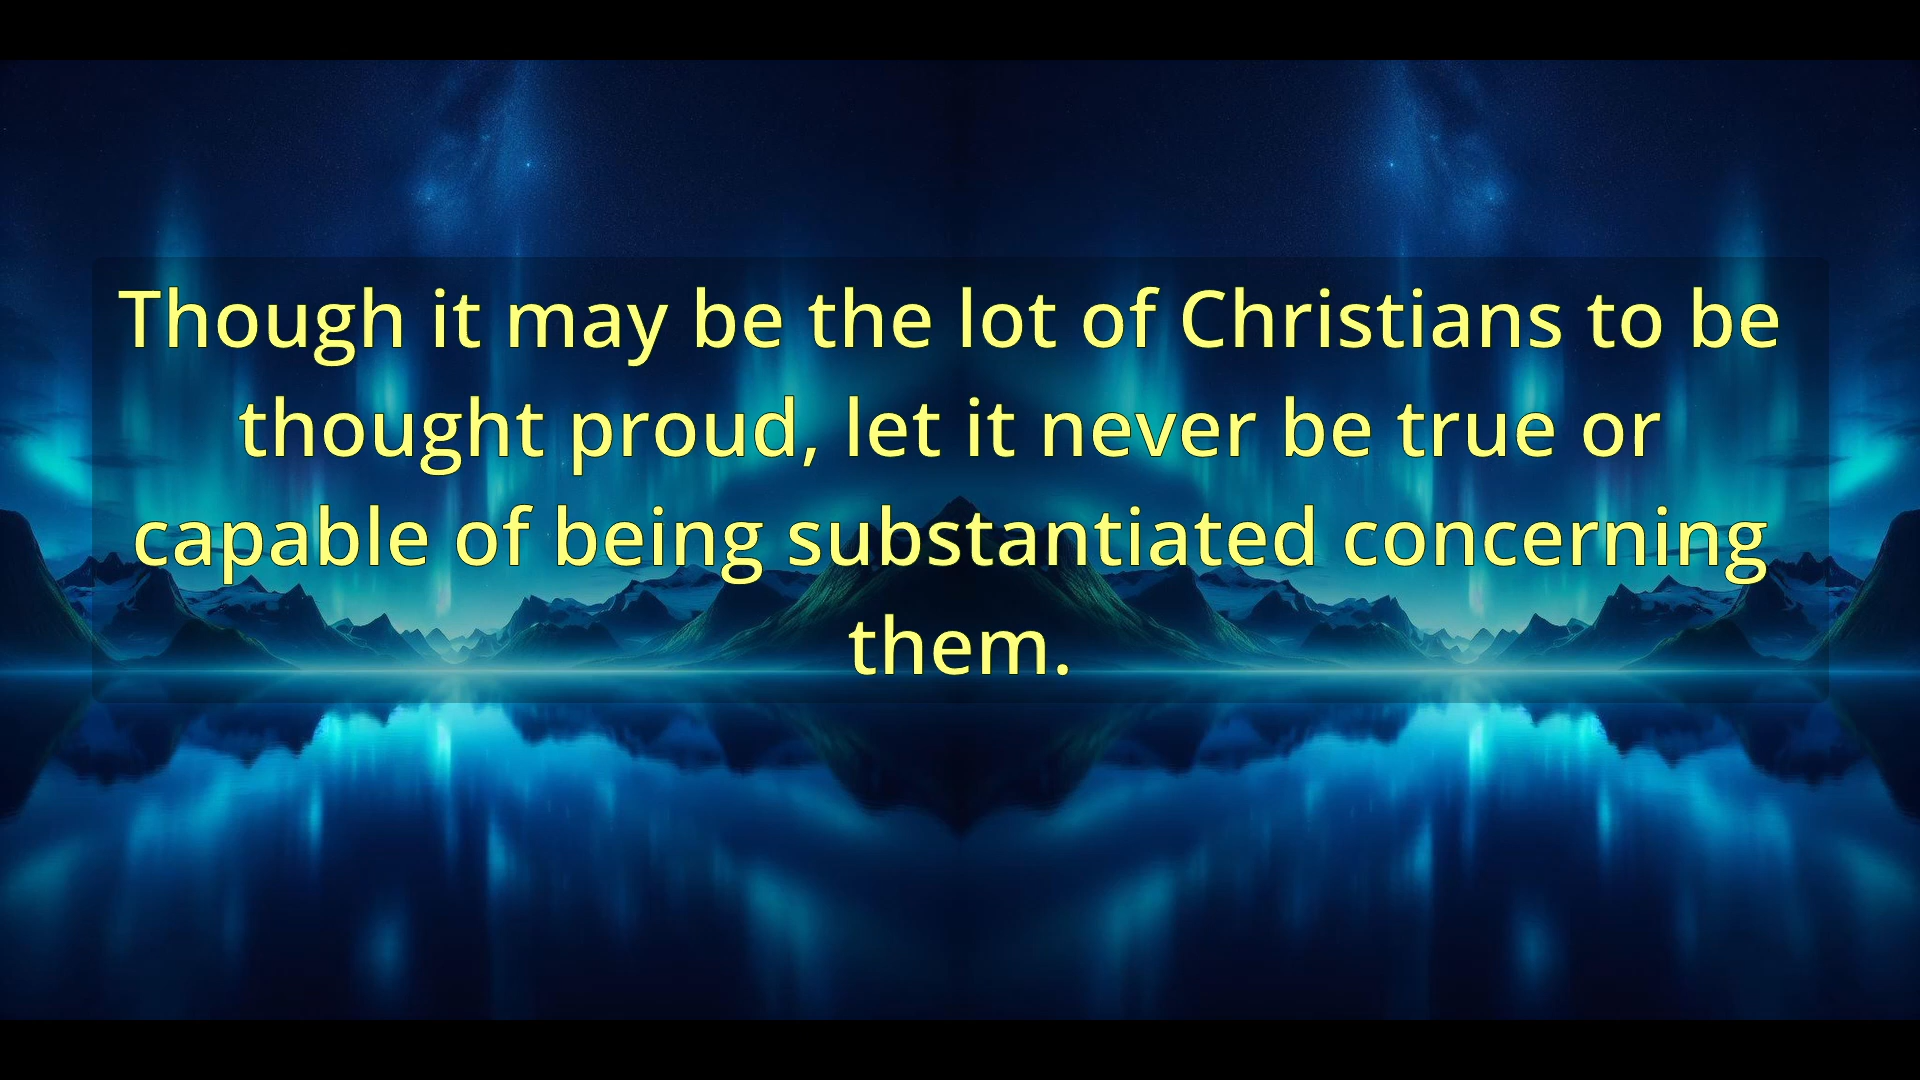 Though it may be the lot of Christians to be
thought proud, let it never be true or
capable of being substantiated concerning
them.